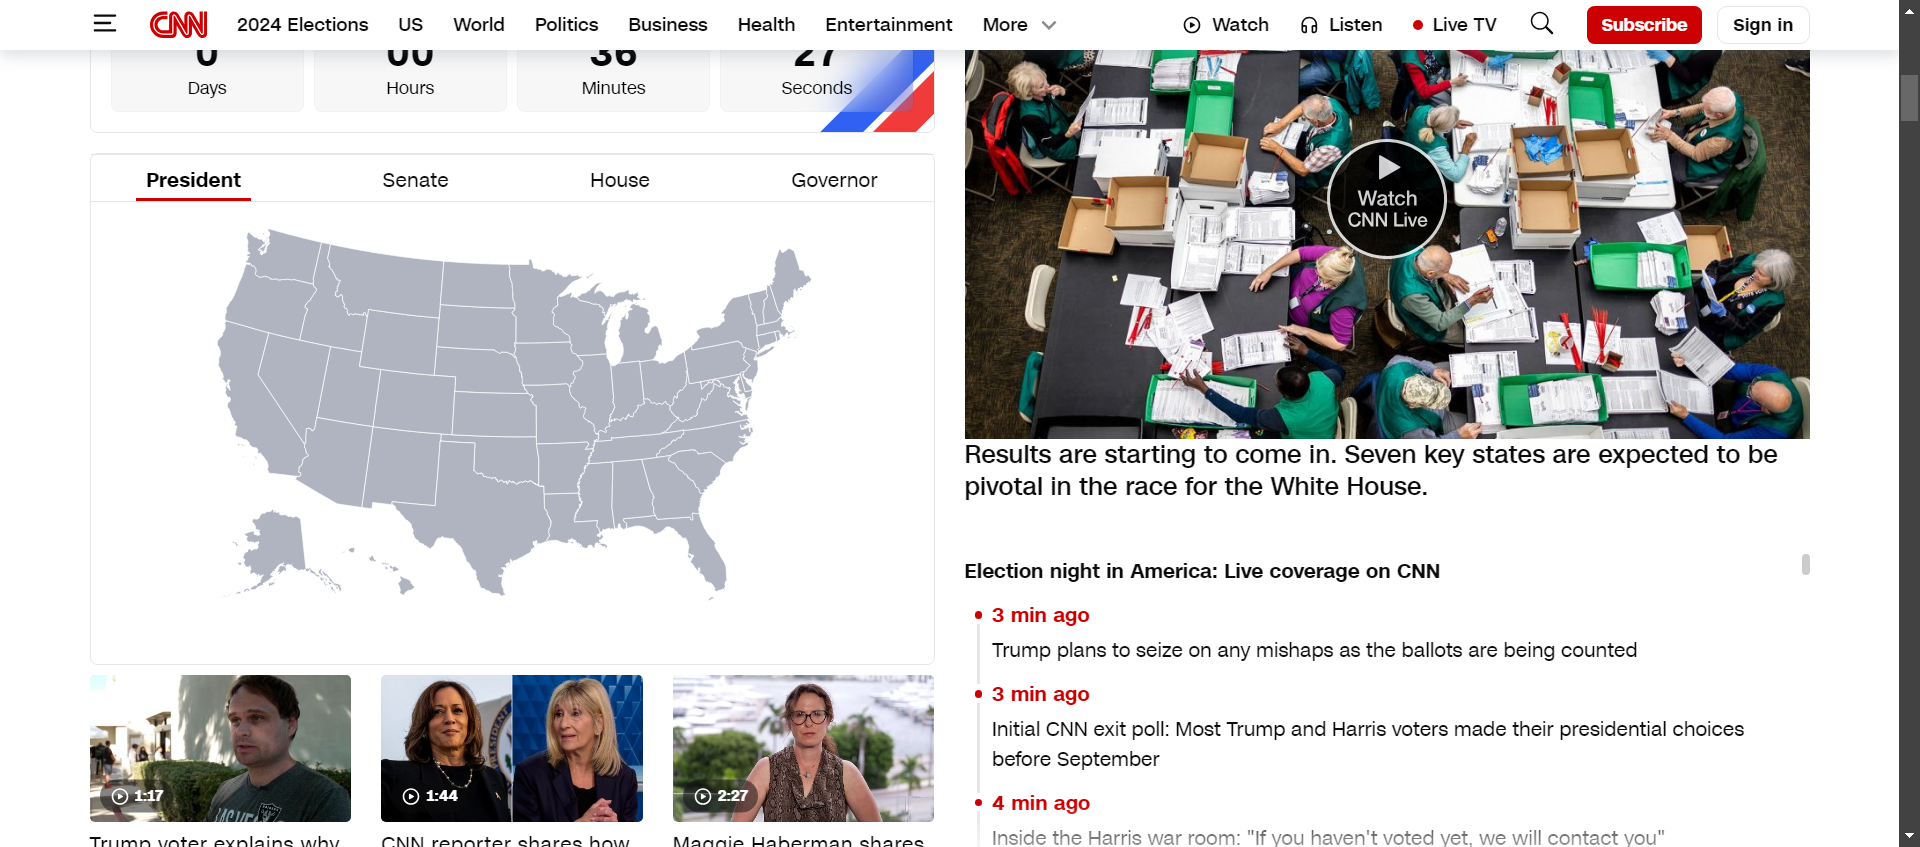 CNN
2024 Elections
US
World
Politics
Business
Health
Entertainment
More
Watch
Listen
Live TV
Subscribe
Sign in
0
Days
00
Hours
36
Minutes
27
Seconds
President
Senate
House
Governor
1:17
1:44
2:27
Trump voter explains why
CNN reporter shares how
Maggie Haberman shares
Watch
CNN Live
Results are starting to come in. Seven key states are expected to be
pivotal in the race for the White House.
Election night in America: Live coverage on CNN
3 min ago
Trump plans to seize on any mishaps as the ballots are being counted
3 min ago
Initial CNN exit poll: Most Trump and Harris voters made their presidential choices
before September
4 min ago
Inside the Harris war room: "If you haven't voted yet, we will contact you"